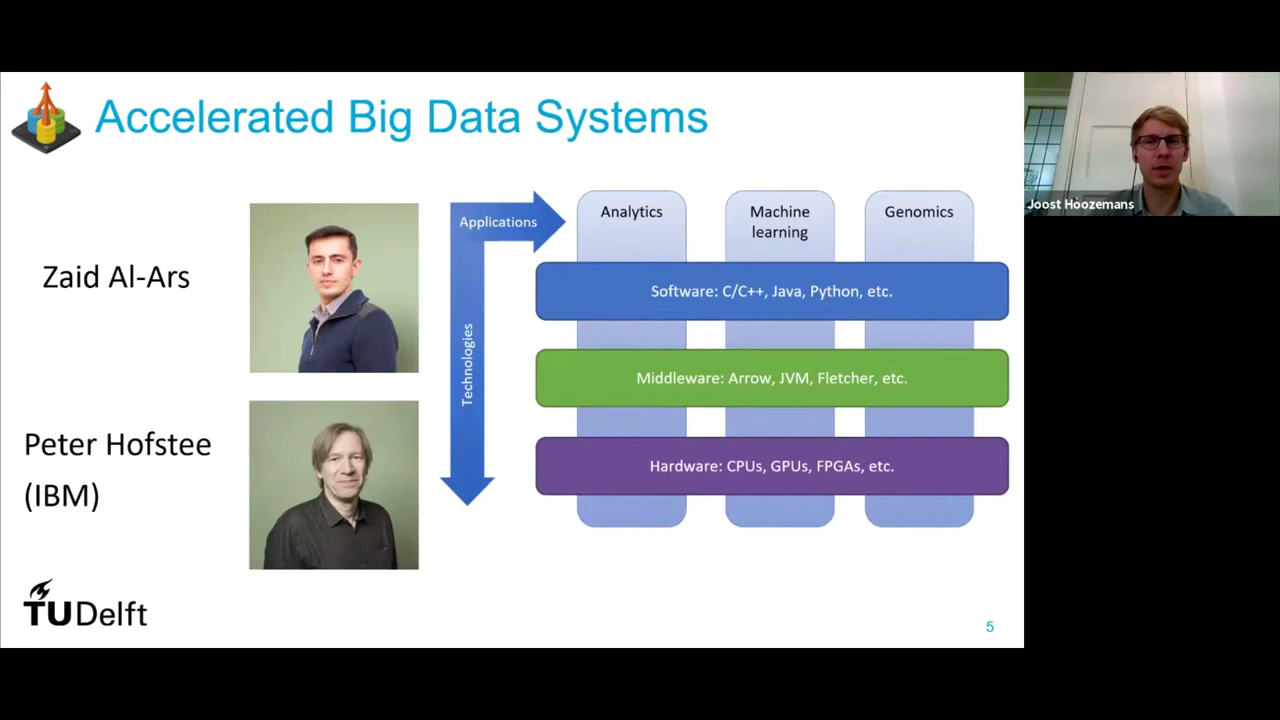 Accelerated Big Data Systems
Joost Hoozemans
Zaid Al-Ars
Peter Hofstee
(IBM)
Applications
Technologies
Analytics
Machine
learning
Genomics
Software: C/C++, Java, Python, etc.
Middleware: Arrow, JVM, Fletcher, etc.
Hardware: CPUs, GPUs, FPGAs, etc.
TUDelft
5